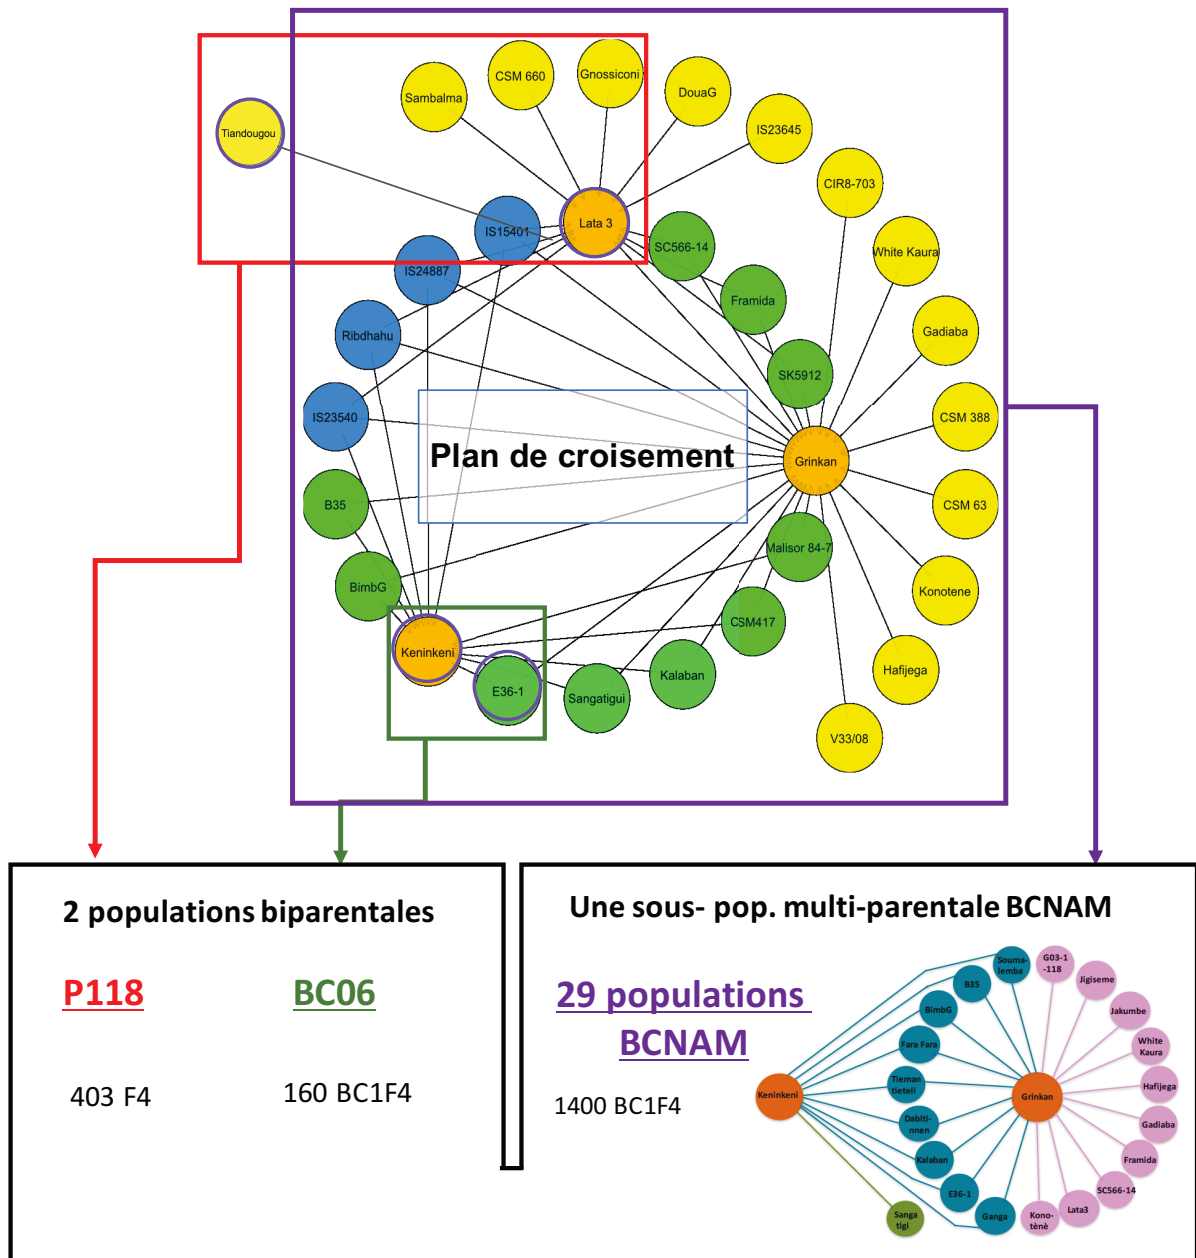 CSM 660
Gnossiconi
DouaG
Sambalma
IS23645
Tiandougou
CIR8-703
Lata 3
IS15401
SC566-14
White Kaura
IS24887
Framida
Ribdhahu
Gadiaba
SK5912
IS23540
CSM 388
Plan de croisement
Grinkan
B35
CSM 63
Malisor 84-7
BimbG
Konotene
CSM417
Keninkeni
Hafijega
Kalaban
E36-1
Sangatigui
V33/08
2 populations biparentales
P118
BC06
403 F4
160 BC1F4
Une sous- pop. multi-parentale BCNAM
29 populations
BCNAM
1400 BC1F4
Souma-
lemba
G03-1
-118
B35
Jigiseme
BimbG
Jakumbe
Fara Fara
White
Kaura
Tieman
tieteli
Keninkeni
Grinkan
Hafijega
Dabiti-
nnen
Gadiaba
Kalaban
Framida
E36-1
SC566-14
Sanga
tigi
Ganga
Kono-
tènè
Lata3